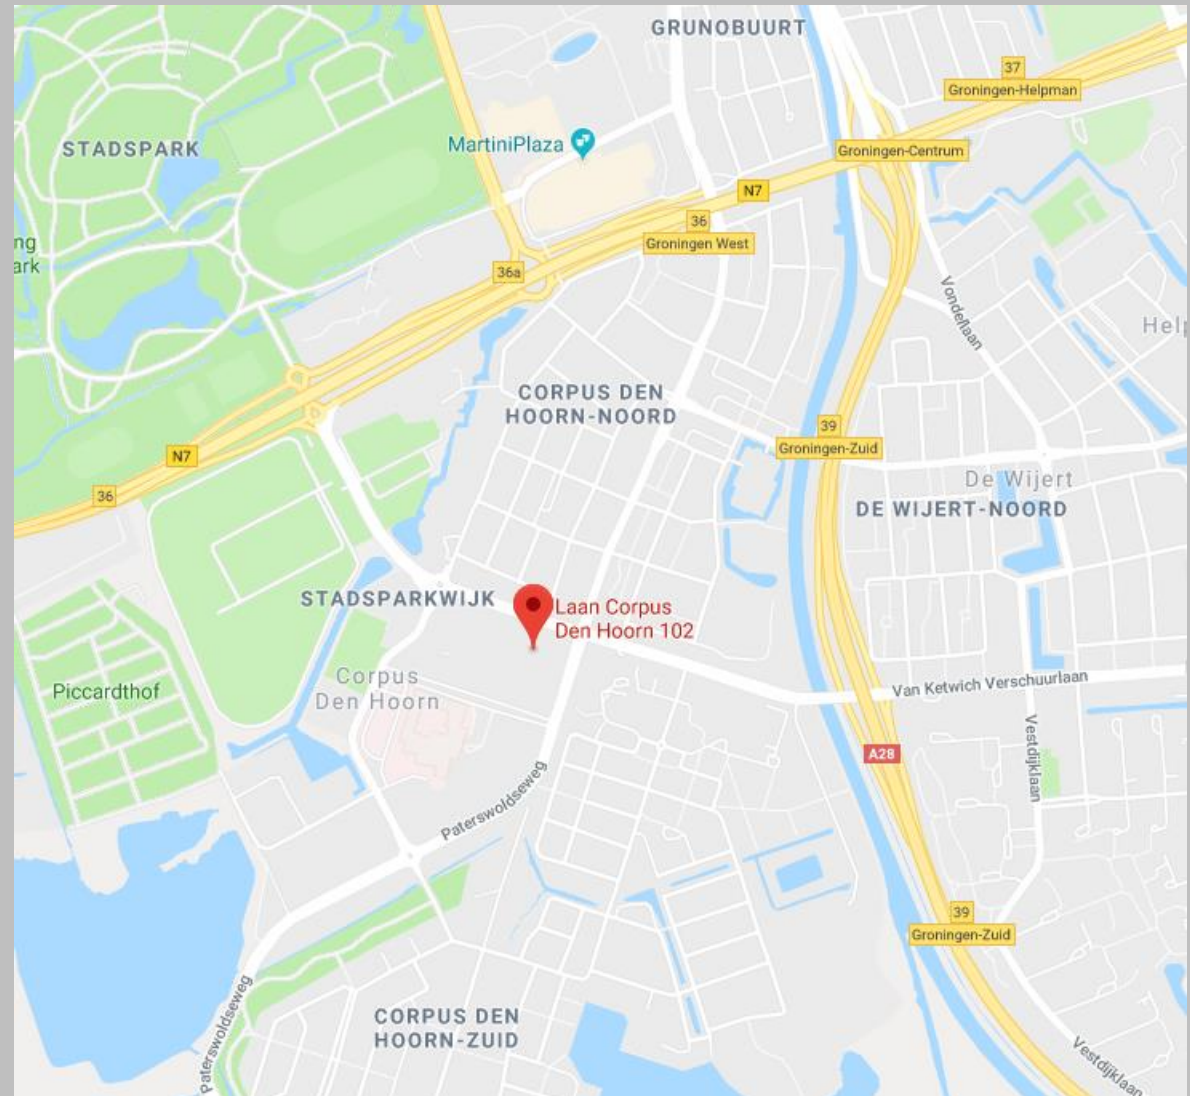 GRUNOBUURT
37
Groningen-Helpman
STADSPARK
MartiniPlaza
Groningen-Centrum
N7
36
Groningen West
ng
ark
36a
Vondellaan
Help
CORPUS DEN
HOORN-NOORD
39
Groningen-Zuid
N7
36
De Wijert
DE WIJERT-NOORD
STADSPARKWIJK
Laan Corpus
Den Hoorn 102
Corpus
Den Hoorn
Piccardthof
Van Ketwich Verschuurlaan
Vestdijklaan
A28
Paterswoldseweg
39
Groningen-Zuid
Paterswoldseweg
CORPUS DEN
HOORN-ZUID
Vestdijklaan